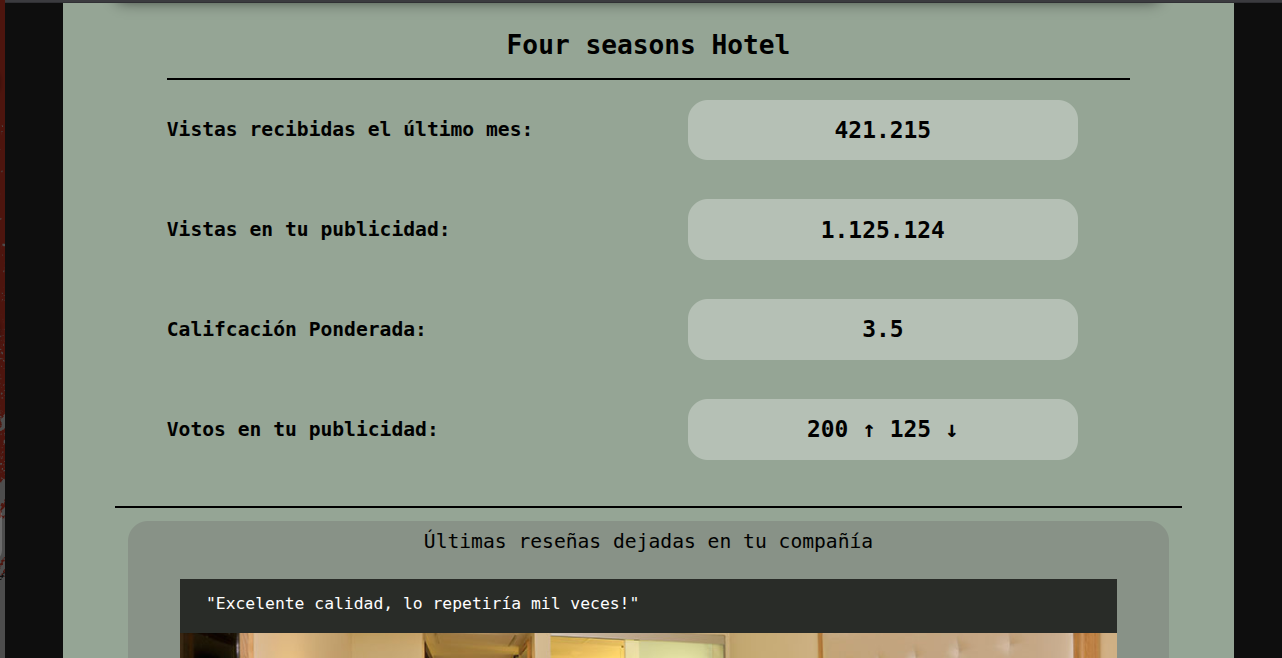 Four seasons Hotel
Vistas recibidas el último mes:
421.215
Vistas en tu publicidad:
1.125.124
Califcación Ponderada:
3.5
Votos en tu publicidad:
200 ↑ 125 ↓
Últimas reseñas dejadas en tu compañía
"Excelente calidad, lo repetiría mil veces!"